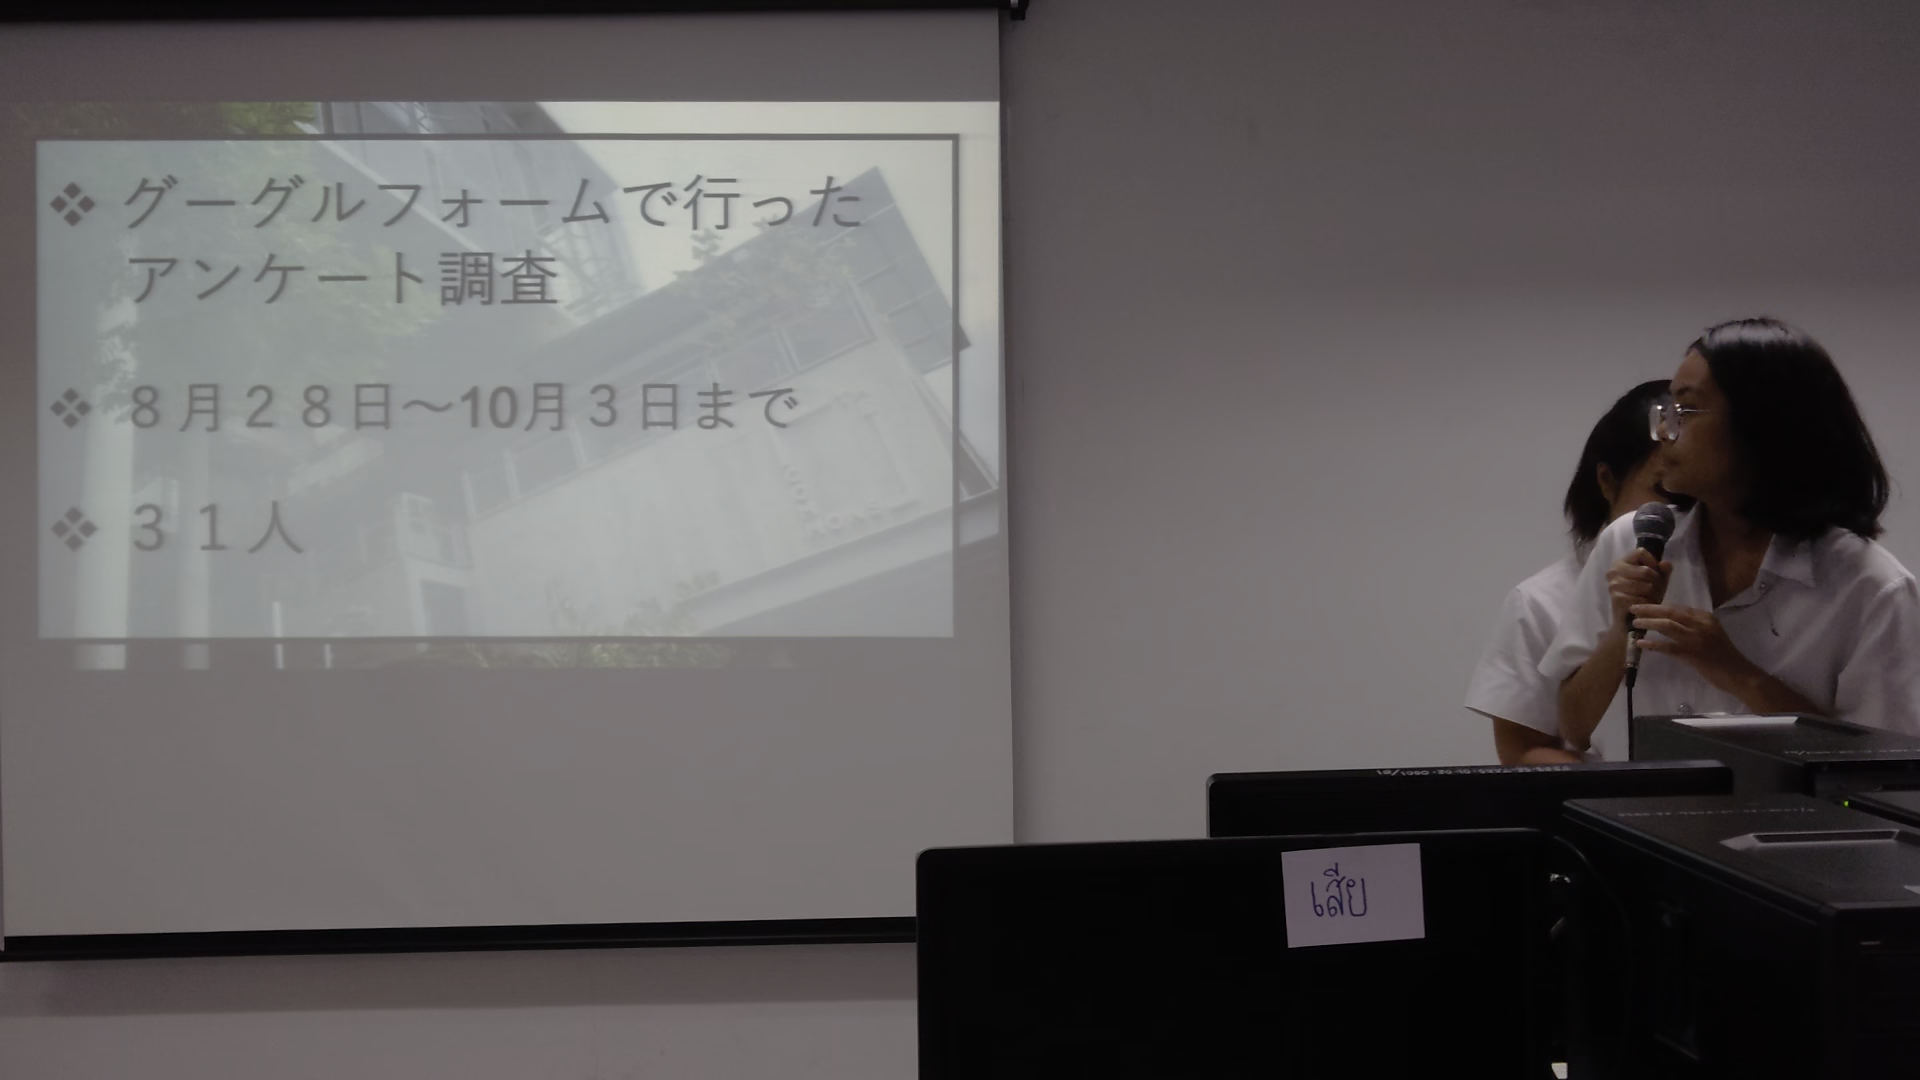 ❖ グーグルフォームで行った
アンケート調査
❖ ８月２８日～10月３日まで
❖ ３１人
เสีย